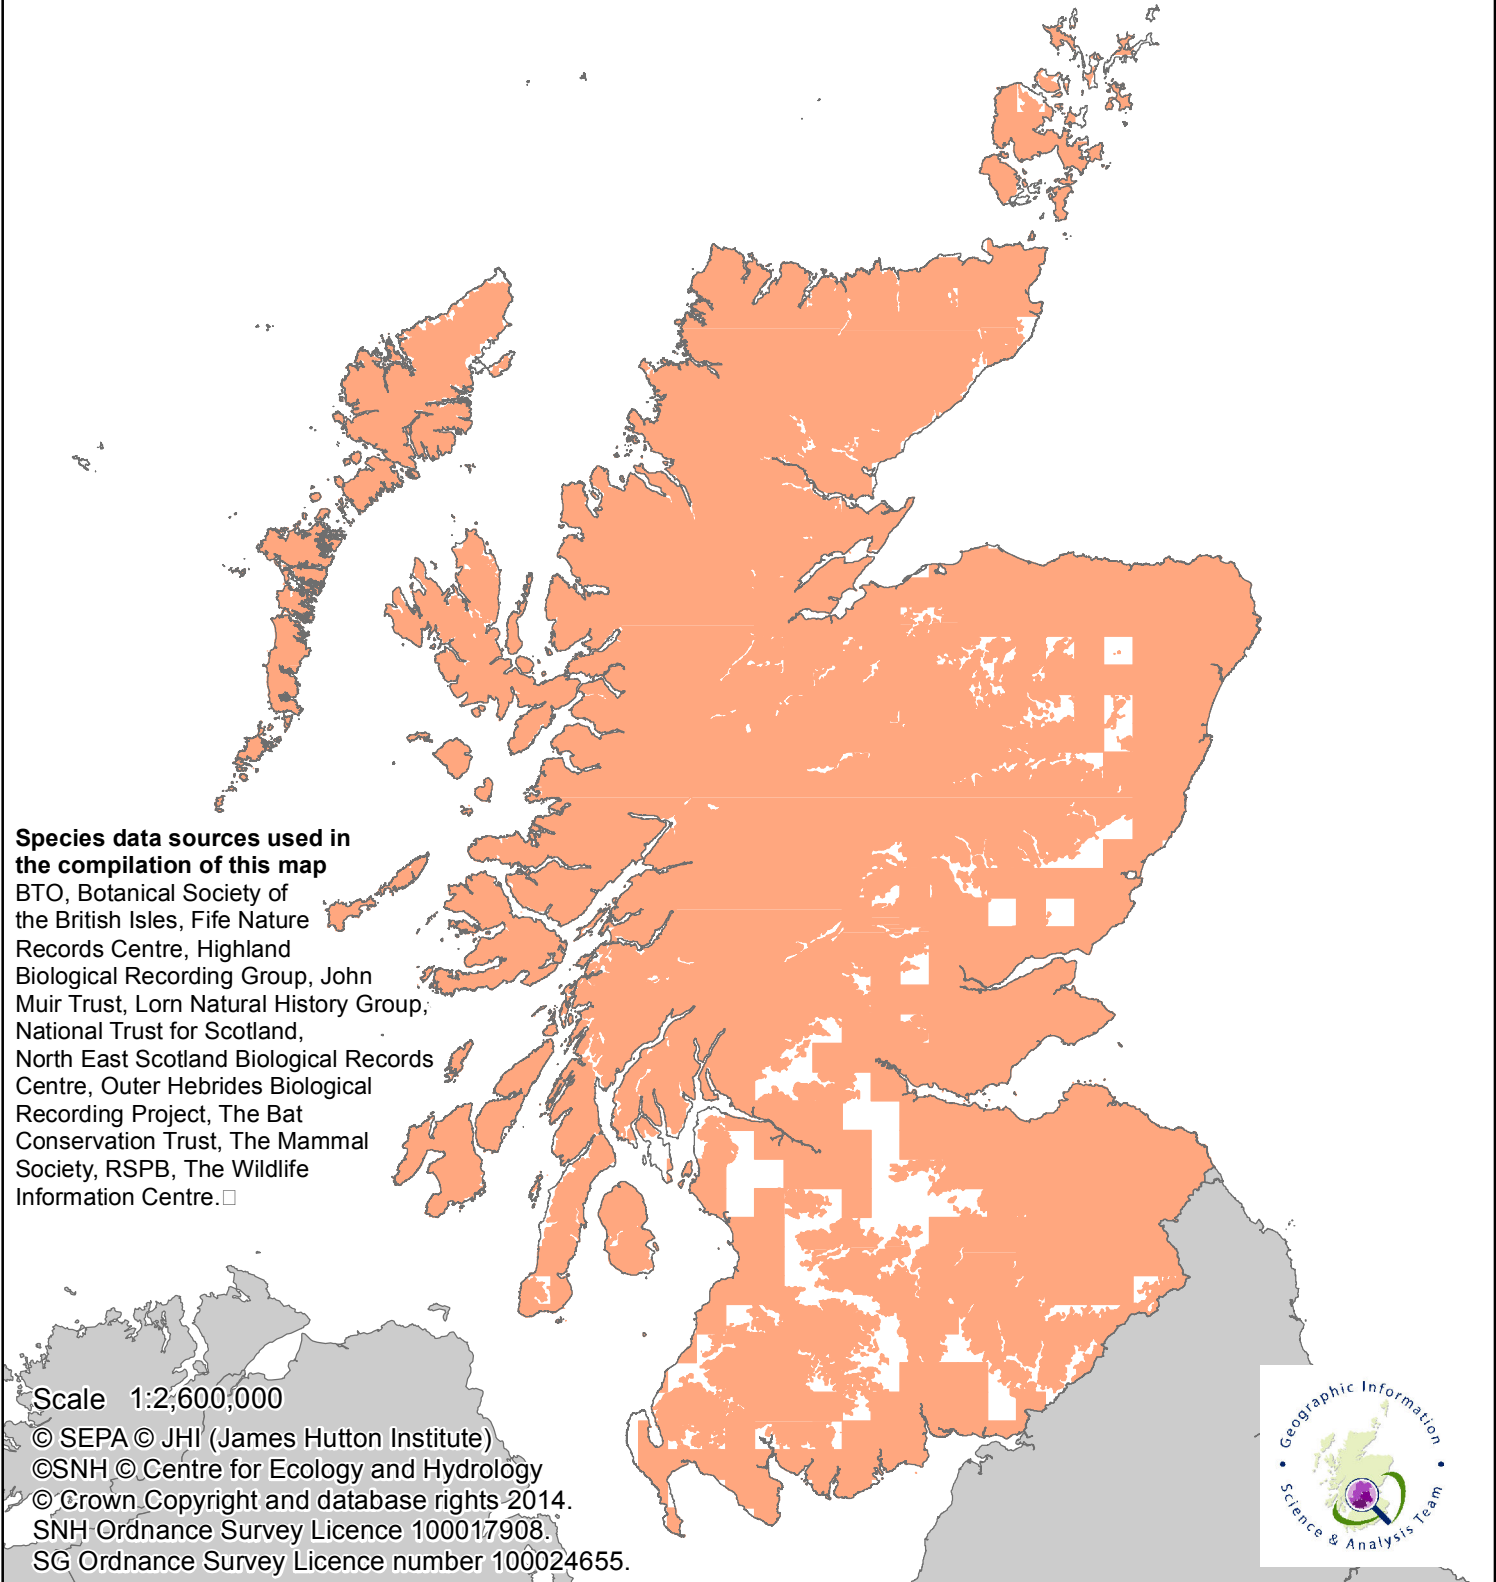 Species data sources used in
the compilation of this map
BTO, Botanical Society of
the British Isles, Fife Nature
Records Centre, Highland
Biological Recording Group, John
Muir Trust, Lorn Natural History Group,
National Trust for Scotland,
North East Scotland Biological Records
Centre, Outer Hebrides Biological
Recording Project, The Bat
Conservation Trust, The Mammal
Society, RSPB, The Wildlife
Information Centre.□
Scale 1:2,600,000
© SEPA © JHI (James Hutton Institute)
©SNH © Centre for Ecology and Hydrology
© Crown Copyright and database rights 2014.
SNH Ordnance Survey Licence 100017908.
SG Ordnance Survey Licence number 100024655.
• Geographic Information •
Science & Analysis Team